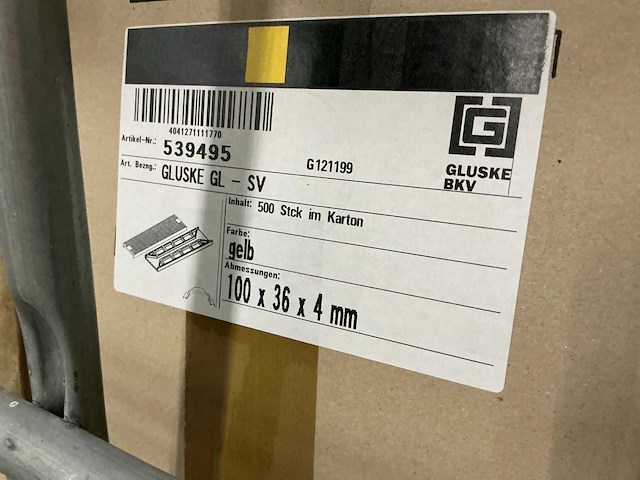 4041271111770
Artikel-Nr.: 539495
G121199
Art. Bezng.: GLUSKE GL - SV
G
GLUSKE
BKV
Inhalt: 500 Stck im Karton
Farbe:
gelb
Abmessungen:
100 x 36 x 4 mm